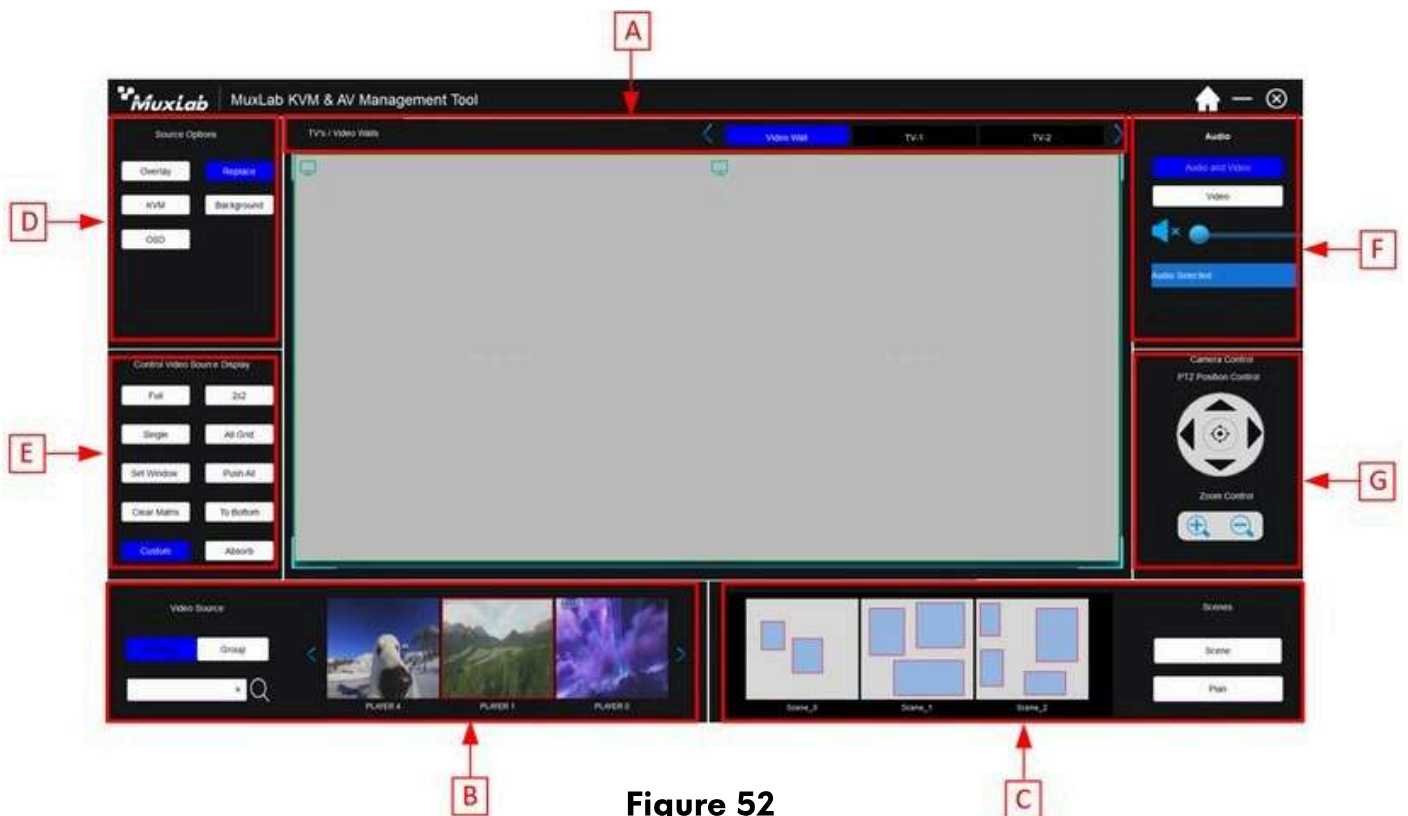 A
MuxLab MuxLab KVM & AV Management Tool
Source Options
TV's / Video Walls
Video Wall TV-1 TV-2
Audio
Overlay Replace
Audio and Video
KVM Background
Video
OSD
D
F
Audio Selected
Control Video Source Display
Camera Control
PTZ Position Control
Full 2x2
Single All Grid
E
Set Window Push All
G
Clear Matrix To Bottom
Zoom Control
Custom Absorb
Video Source
Scenes
Group
Scene
Plan
PLAYER 4 PLAYER 1
Scene_3 Scene_1 Scene_2
B
Figure 52
C